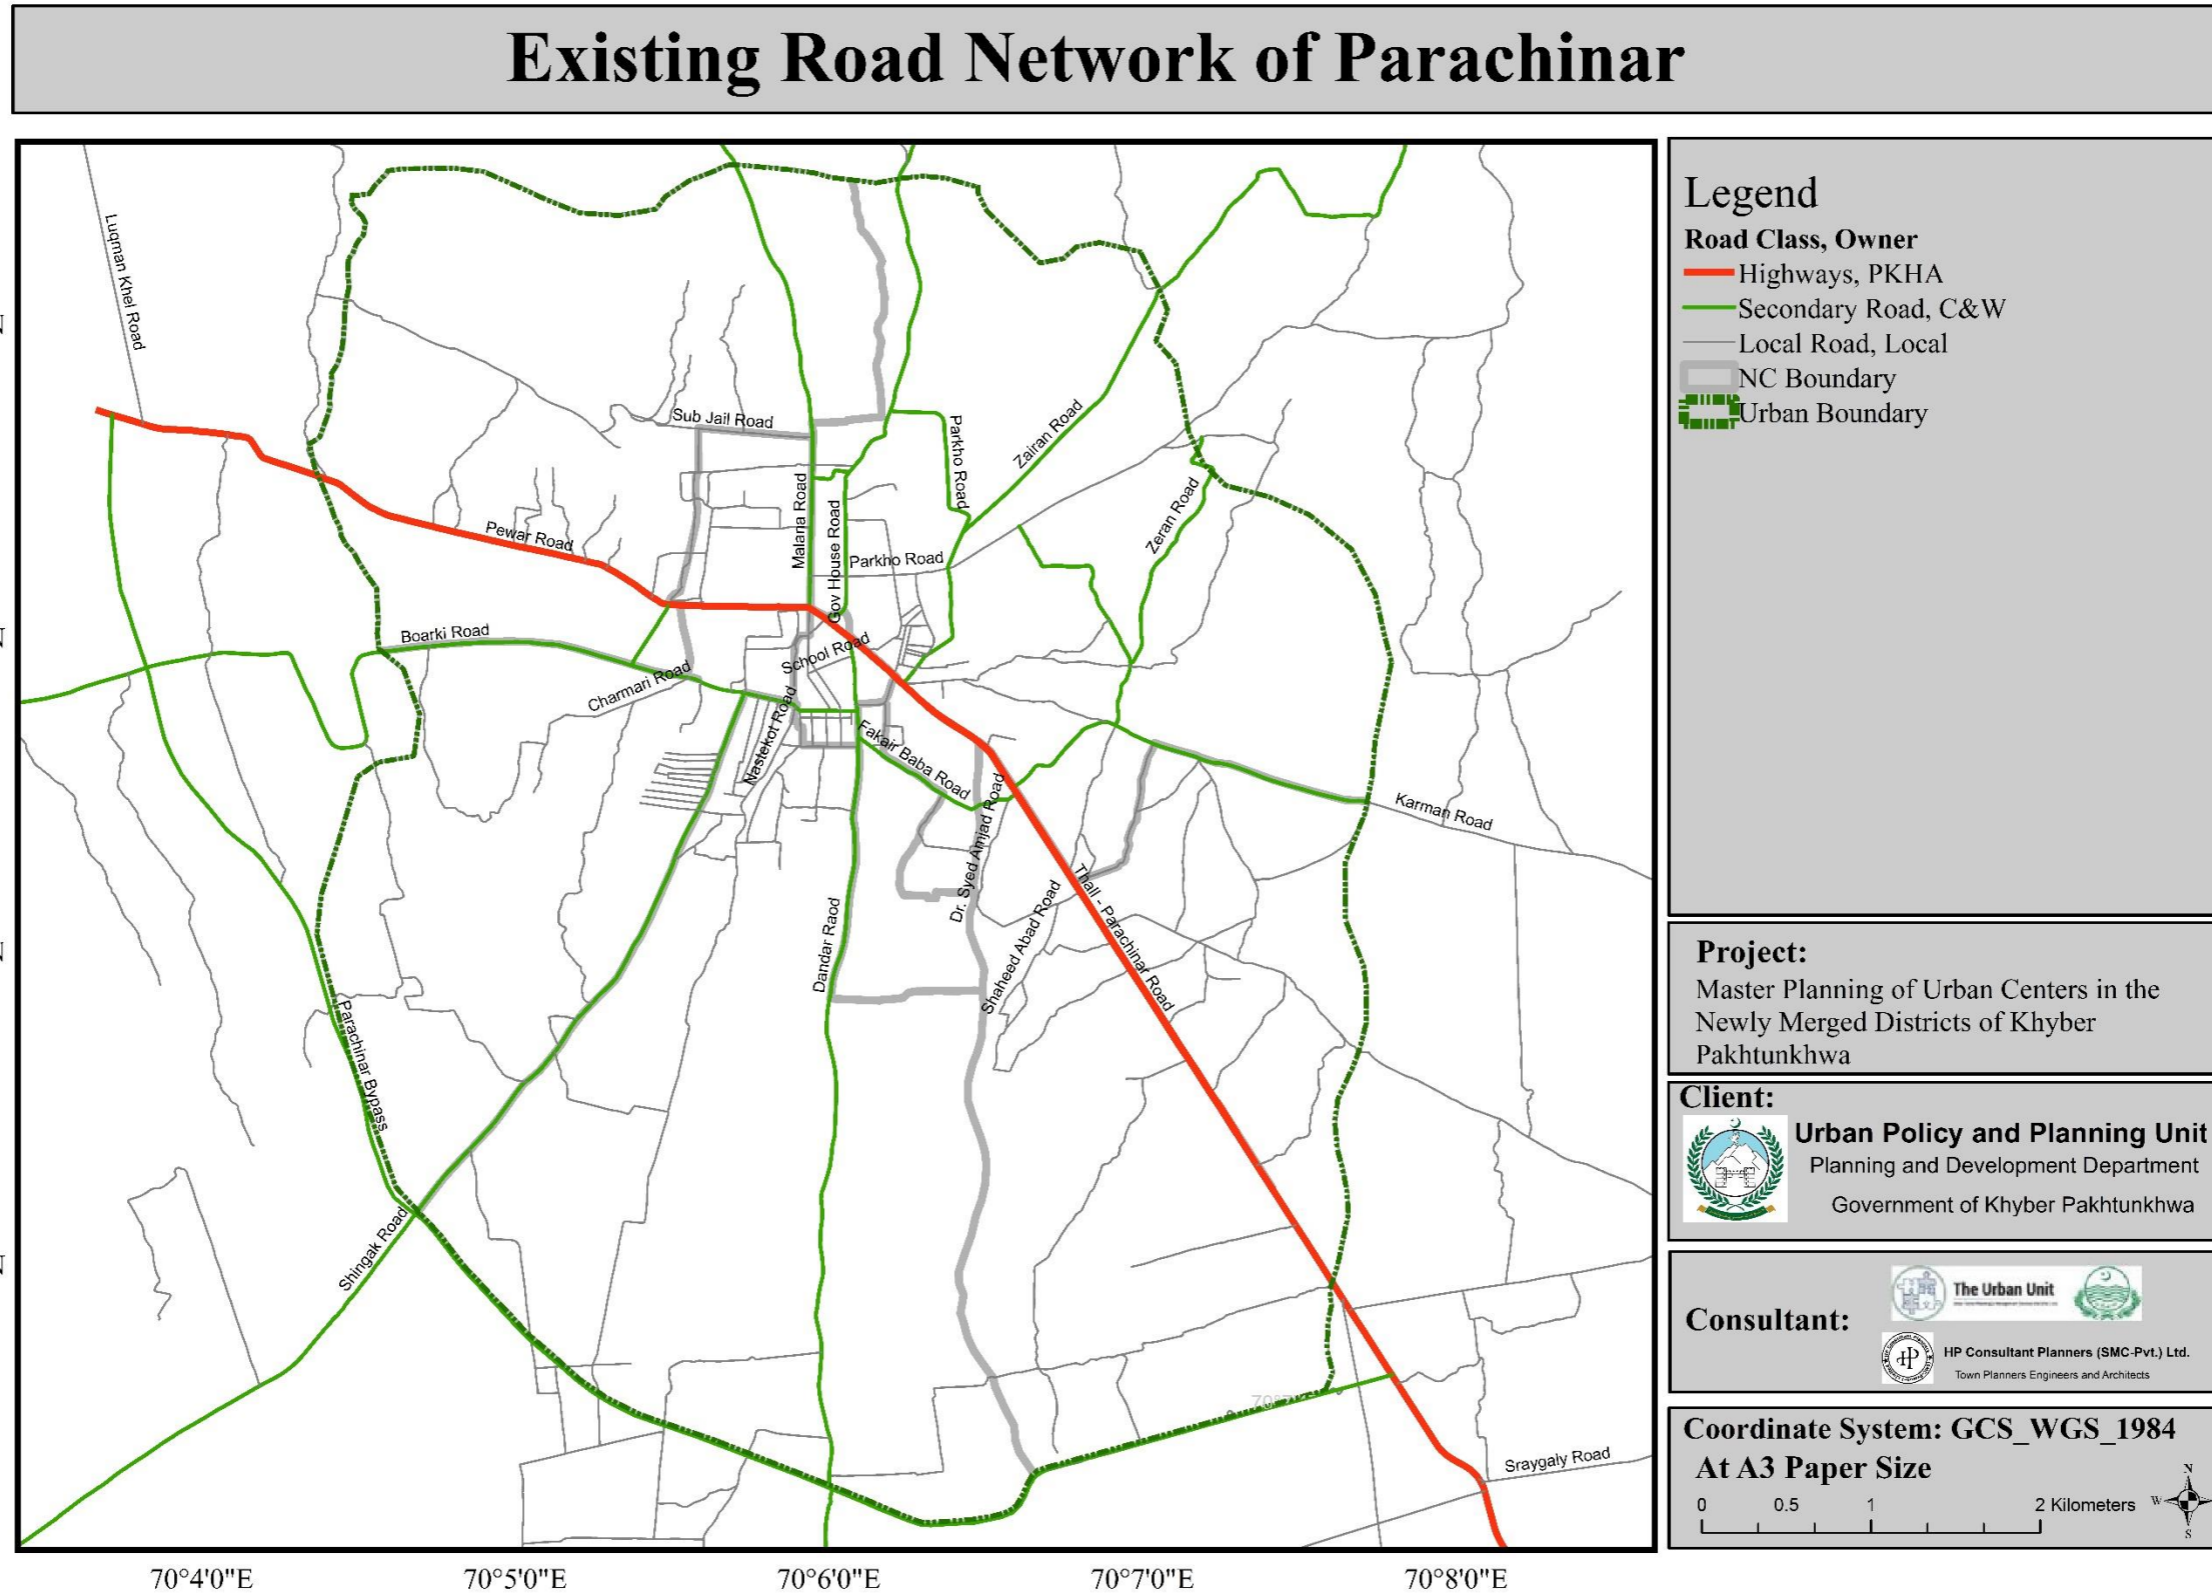 Existing Road Network of Parachinar
Luqman Khel Road
Sub Jail Road
Parkho Road
Zairan Road
Malana Road
Gov House Road
Zeran Road
Pewar Road
Parkho Road
Boarki Road
School Road
Charmari Road
Nastekot Road
Fakair Baba Road
Karman Road
Dr. Syed Amjad Road
Thall - Parachinar Road
Shaheed Abad Road
Dandar Raod
Parachinar Bypass
Shingak Road
Sraygaly Road
N
N
N
N
70°4'0"E
70°5'0"E
70°6'0"E
70°7'0"E
70°8'0"E
Legend
Road Class, Owner
Highways, PKHA
Secondary Road, C&W
Local Road, Local
NC Boundary
Urban Boundary
Project:
Master Planning of Urban Centers in the
Newly Merged Districts of Khyber
Pakhtunkhwa
Client:
Urban Policy and Planning Unit
Planning and Development Department
Government of Khyber Pakhtunkhwa
Consultant:
The Urban Unit
HP
HP Consultant Planners (SMC-Pvt.) Ltd.
Town Planners Engineers and Architects
Coordinate System: GCS_WGS_1984
At A3 Paper Size
0 0.5 1 2 Kilometers
N
W
S